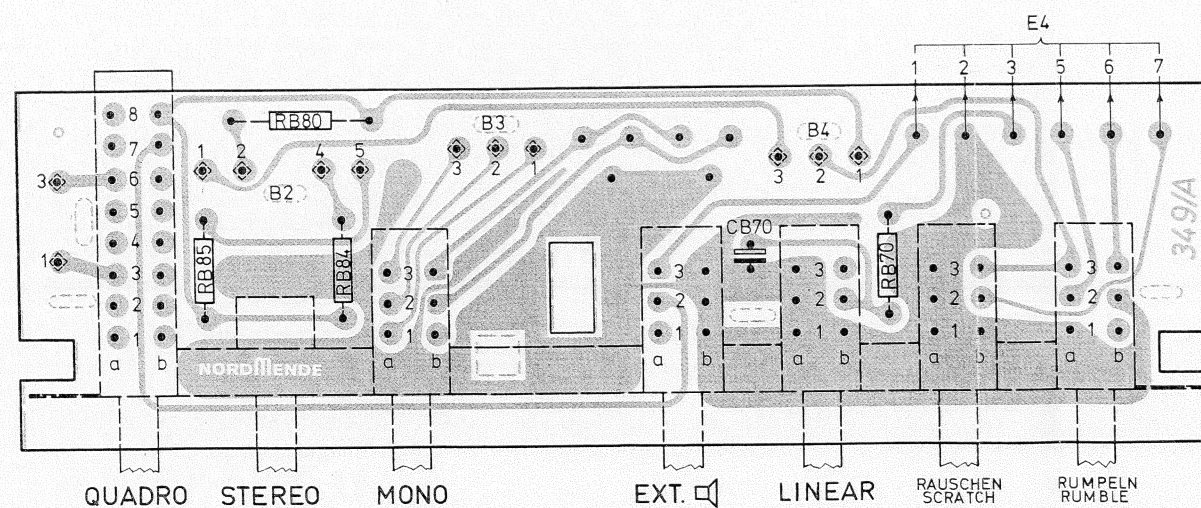 E4
1 2 3 5 6 7
8
RB80
B3
B4
7
1 2 4 5
3 2 1
3 2 1
3
6
B2
5
349/A
4
CB70
1
3
RB85
RB84
3
3
3
RB70
3
3
2
2
2
2
2
2
1
1
1
1
1
1
a b
a b
a b
a b
a b
a b
NORDMENDE
QUADRO STEREO MONO EXT. LINEAR RAUSCHEN RUMPELN
SCRATCH RUMBLE